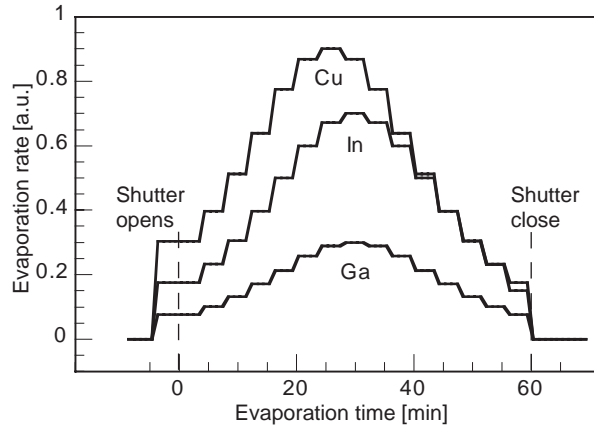 Evaporation rate [a.u.]
1
0.8
0.6
0.4
0.2
0
Cu
In
Ga
Shutter
opens
Shutter
close
0
20
40
60
Evaporation time [min]